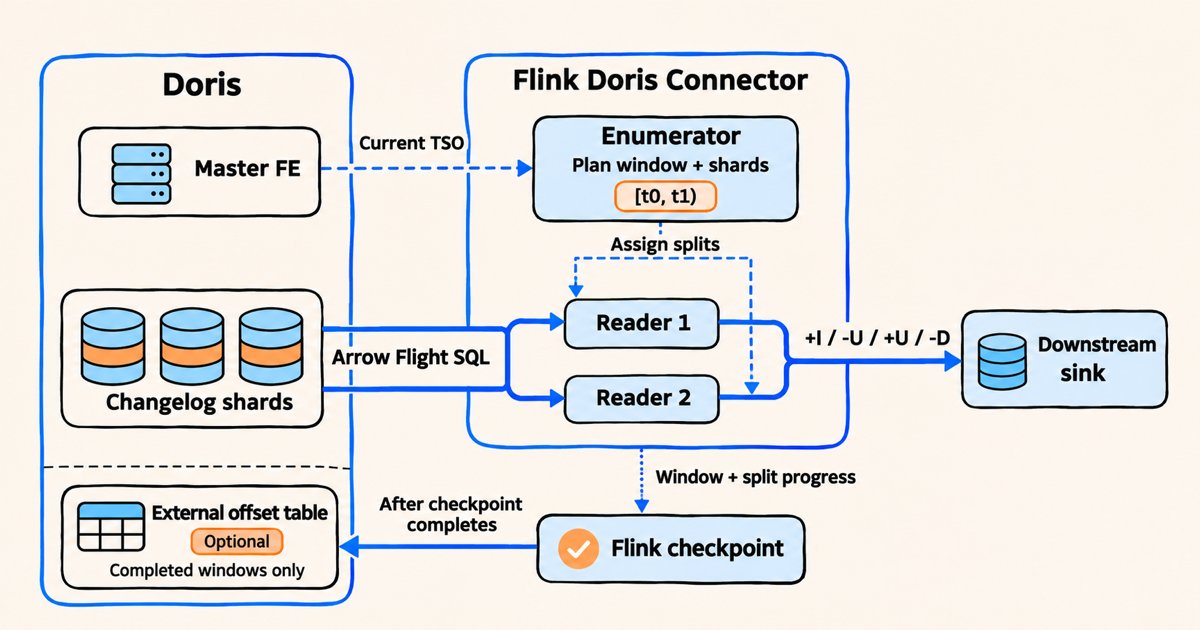 Doris
Flink Doris Connector
Master FE
Current TSO
Enumerator
Plan window + shards
[t0, t1)
Assign splits
Reader 1
Reader 2
Arrow Flight SQL
Changelog shards
+I / -U / +U / -D
Downstream
sink
Window + split progress
External offset table
Optional
Completed windows only
After checkpoint
completes
Flink checkpoint